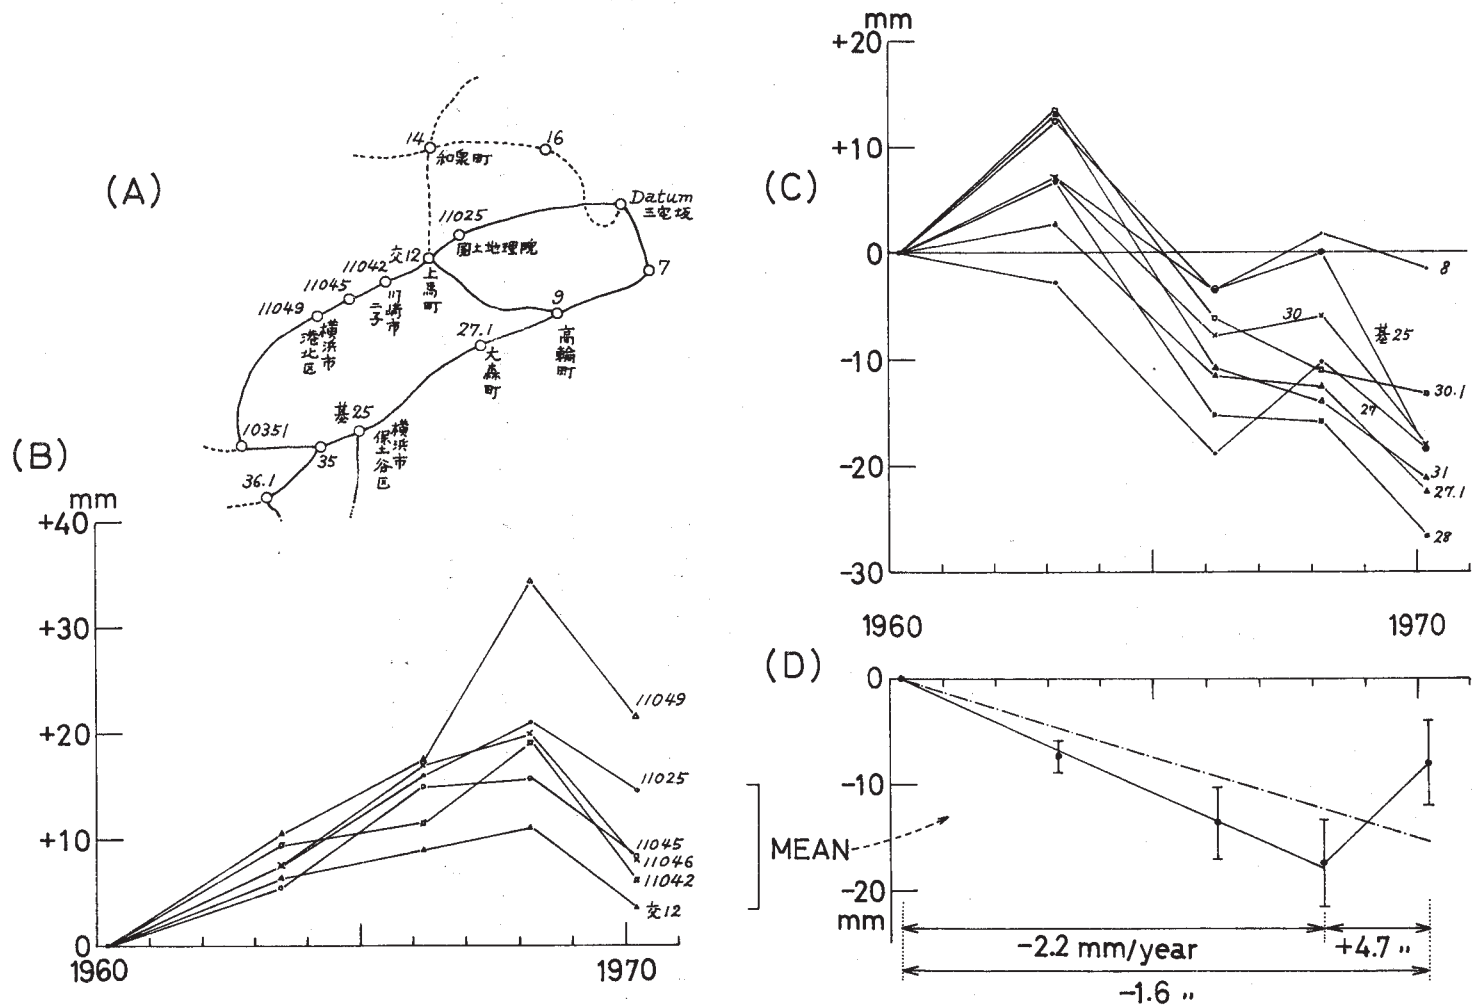 (A)
14
和泉町
16
Datum
三宅坂
11025
国土地理院
交12
上馬町
7
11042
川崎市
二子
11045
11049
横浜市
港北区
9
高輪町
27.1
大森町
基25
横浜市
保土谷区
10351
35
36.1
(B)
mm
+40
+30
+20
+10
0
1960
1970
11049
11025
11045
11046
11042
交12
(C)
mm
+20
+10
0
-10
-20
-30
1960
1970
8
30
基25
30.1
27
31
27.1
28
(D)
0
-10
-20
mm
MEAN
-2.2 mm/year
+4.7 〃
-1.6 〃